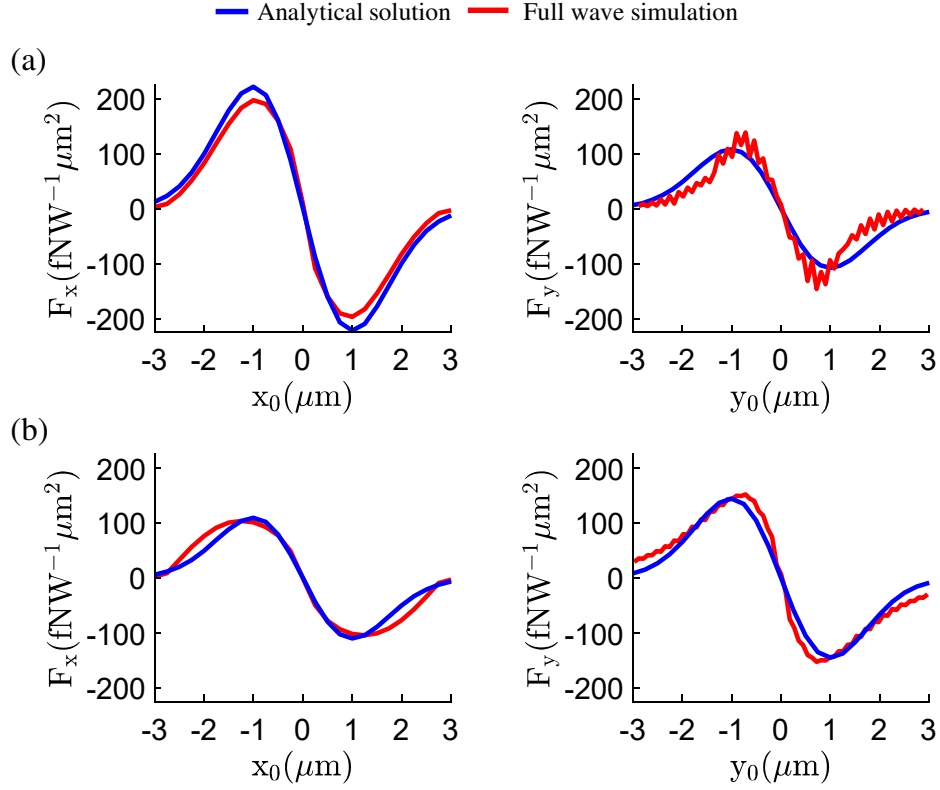 Analytical solution Full wave simulation
(a)
F_x(fNW^{-1}μm^2)
200
100
0
-100
-200
-3 -2 -1 0 1 2 3
x_0(μm)
F_y(fNW^{-1}μm^2)
200
100
0
-100
-200
-3 -2 -1 0 1 2 3
y_0(μm)
(b)
F_x(fNW^{-1}μm^2)
200
100
0
-100
-200
-3 -2 -1 0 1 2 3
x_0(μm)
F_y(fNW^{-1}μm^2)
200
100
0
-100
-200
-3 -2 -1 0 1 2 3
y_0(μm)